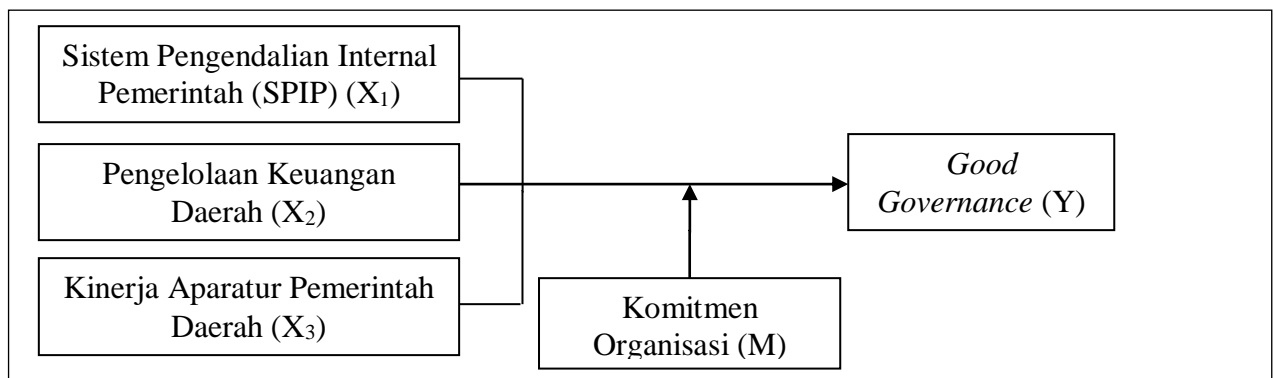 Sistem Pengendalian Internal
Pemerintah (SPIP) (X₁)
Pengelolaan Keuangan
Daerah (X₂)
Kinerja Aparatur Pemerintah
Daerah (X₃)
Komitmen
Organisasi (M)
Good
Governance (Y)